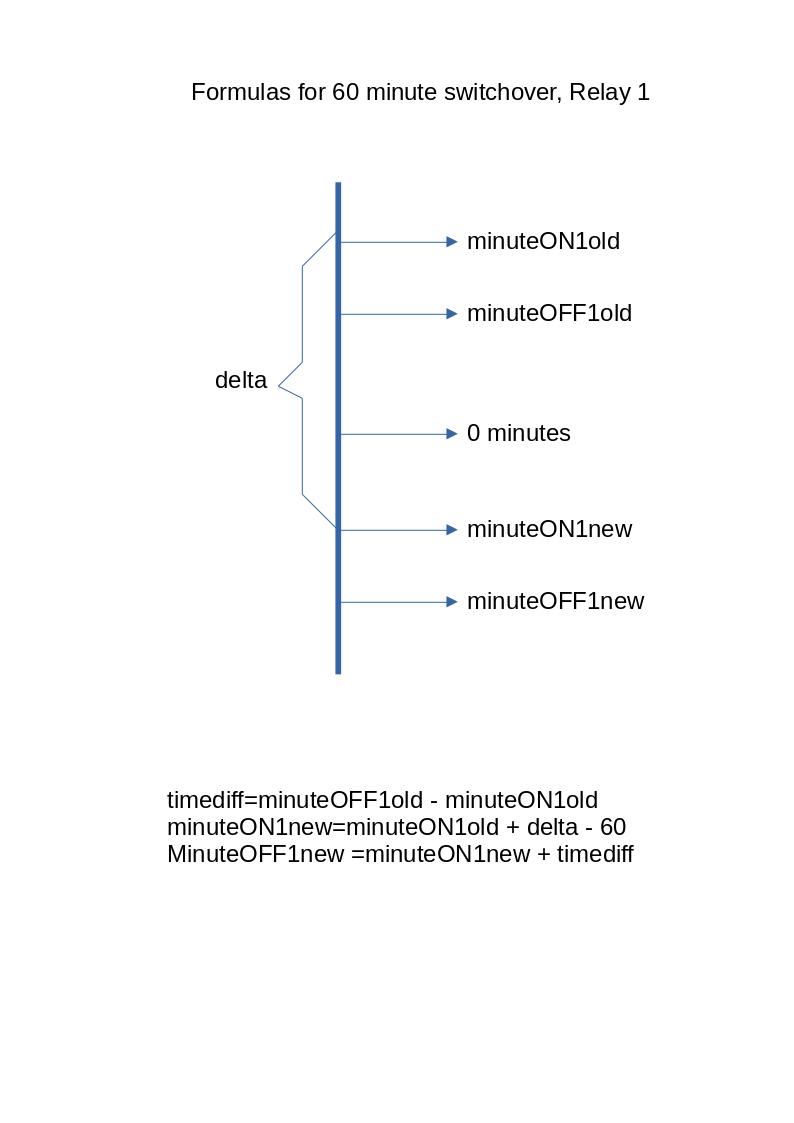 Formulas for 60 minute switchover, Relay 1
minuteON1old
minuteOFF1old
delta
0 minutes
minuteON1new
minuteOFF1new
timediff=minuteOFF1old - minuteON1old
minuteON1new=minuteON1old + delta - 60
MinuteOFF1new =minuteON1new + timediff